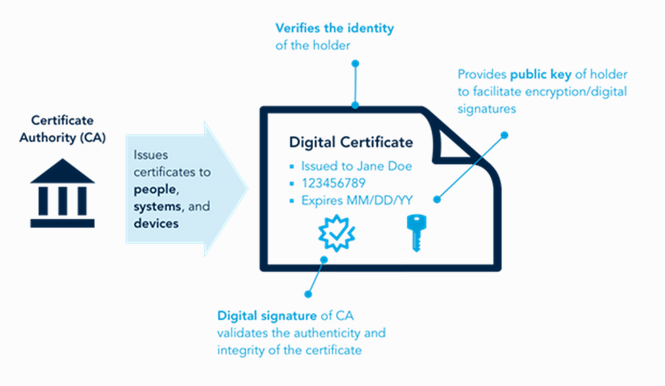 Verifies the identity
of the holder
Provides public key of holder
to facilitate encryption/digital
signatures
Certificate
Authority (CA)
Issues
certificates to
people,
systems, and
devices
Digital Certificate
▪ Issued to Jane Doe
▪ 123456789
▪ Expires MM/DD/YY
Digital signature of CA
validates the authenticity and
integrity of the certificate